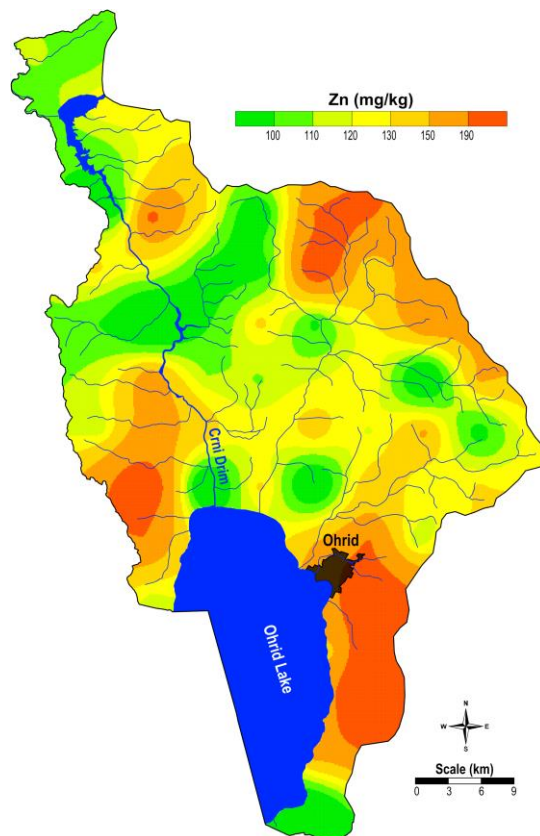 Zn (mg/kg)
100 110 120 130 150 190
Crni Drim
Ohrid
Ohrid Lake
N
W E
S
Scale (km)
0 3 6 9